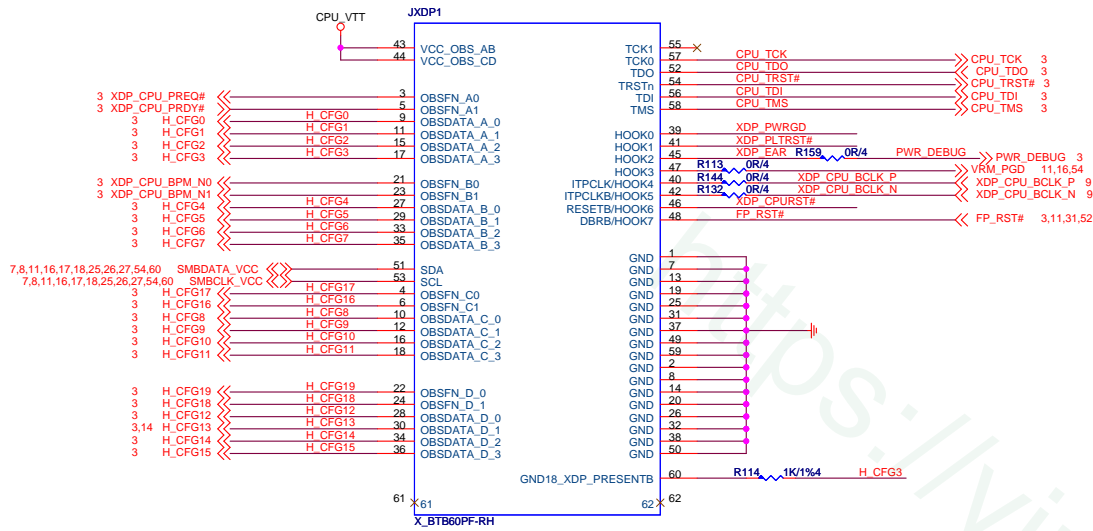 JXDP1
CPU_VTT
43 VCC_OBS_AB
44 VCC_OBS_CD
3 XDP_CPU_PREQ# 3 OBSFN_A0
3 XDP_CPU_PRDY# 5 OBSFN_A1
3 H_CFG0 H_CFG0 9 OBSDATA_A_0
3 H_CFG1 H_CFG1 11 OBSDATA_A_1
3 H_CFG2 H_CFG2 15 OBSDATA_A_2
3 H_CFG3 H_CFG3 17 OBSDATA_A_3
3 XDP_CPU_BPM_N0 21 OBSFN_B0
3 XDP_CPU_BPM_N1 23 OBSFN_B1
3 H_CFG4 H_CFG4 27 OBSDATA_B_0
3 H_CFG5 H_CFG5 29 OBSDATA_B_1
3 H_CFG6 H_CFG6 33 OBSDATA_B_2
3 H_CFG7 H_CFG7 35 OBSDATA_B_3
7,8,11,16,17,18,25,26,27,54,60 SMBDATA_VCC 51 SDA
7,8,11,16,17,18,25,26,27,54,60 SMBCLK_VCC 53 SCL
3 H_CFG17 H_CFG17 4 OBSFN_C0
3 H_CFG16 H_CFG16 6 OBSFN_C1
3 H_CFG8 H_CFG8 10 OBSDATA_C_0
3 H_CFG9 H_CFG9 12 OBSDATA_C_1
3 H_CFG10 H_CFG10 16 OBSDATA_C_2
3 H_CFG11 H_CFG11 18 OBSDATA_C_3
3 H_CFG19 H_CFG19 22 OBSFN_D_0
3 H_CFG18 H_CFG18 24 OBSFN_D_1
3 H_CFG12 H_CFG12 28 OBSDATA_D_0
3,14 H_CFG13 H_CFG13 30 OBSDATA_D_1
3 H_CFG14 H_CFG14 34 OBSDATA_D_2
3 H_CFG15 H_CFG15 36 OBSDATA_D_3
61 61
TCK1 55
TCK0 57 CPU_TCK CPU_TCK 3
TDO 52 CPU_TDO CPU_TDO 3
TRSTn 54 CPU_TRST# CPU_TRST# 3
TDI 56 CPU_TDI CPU_TDI 3
TMS 58 CPU_TMS CPU_TMS 3
HOOK0 39 XDP_PWRGD
HOOK1 41 XDP_PLTRST#
HOOK2 45 XDP_EAR R159 0R/4 PWR_DEBUG PWR_DEBUG 3
HOOK3 47 R113 0R/4 VRM_PGD 11,16,54
ITPCLK/HOOK4 40 R144 0R/4 XDP_CPU_BCLK_P XDP_CPU_BCLK_P 9
ITPCLKB/HOOK5 42 R132 0R/4 XDP_CPU_BCLK_N XDP_CPU_BCLK_N 9
RESETB/HOOK6 46 XDP_CPURST#
DBRB/HOOK7 48 FP_RST# FP_RST# 3,11,31,52
GND 1
GND 7
GND 13
GND 19
GND 25
GND 31
GND 37
GND 49
GND 59
GND 2
GND 8
GND 14
GND 20
GND 26
GND 32
GND 38
GND 50
GND18_XDP_PRESENTB 60 R114 1K/1%4 H_CFG3
62 62
X_BTB60PF-RH
https://vi